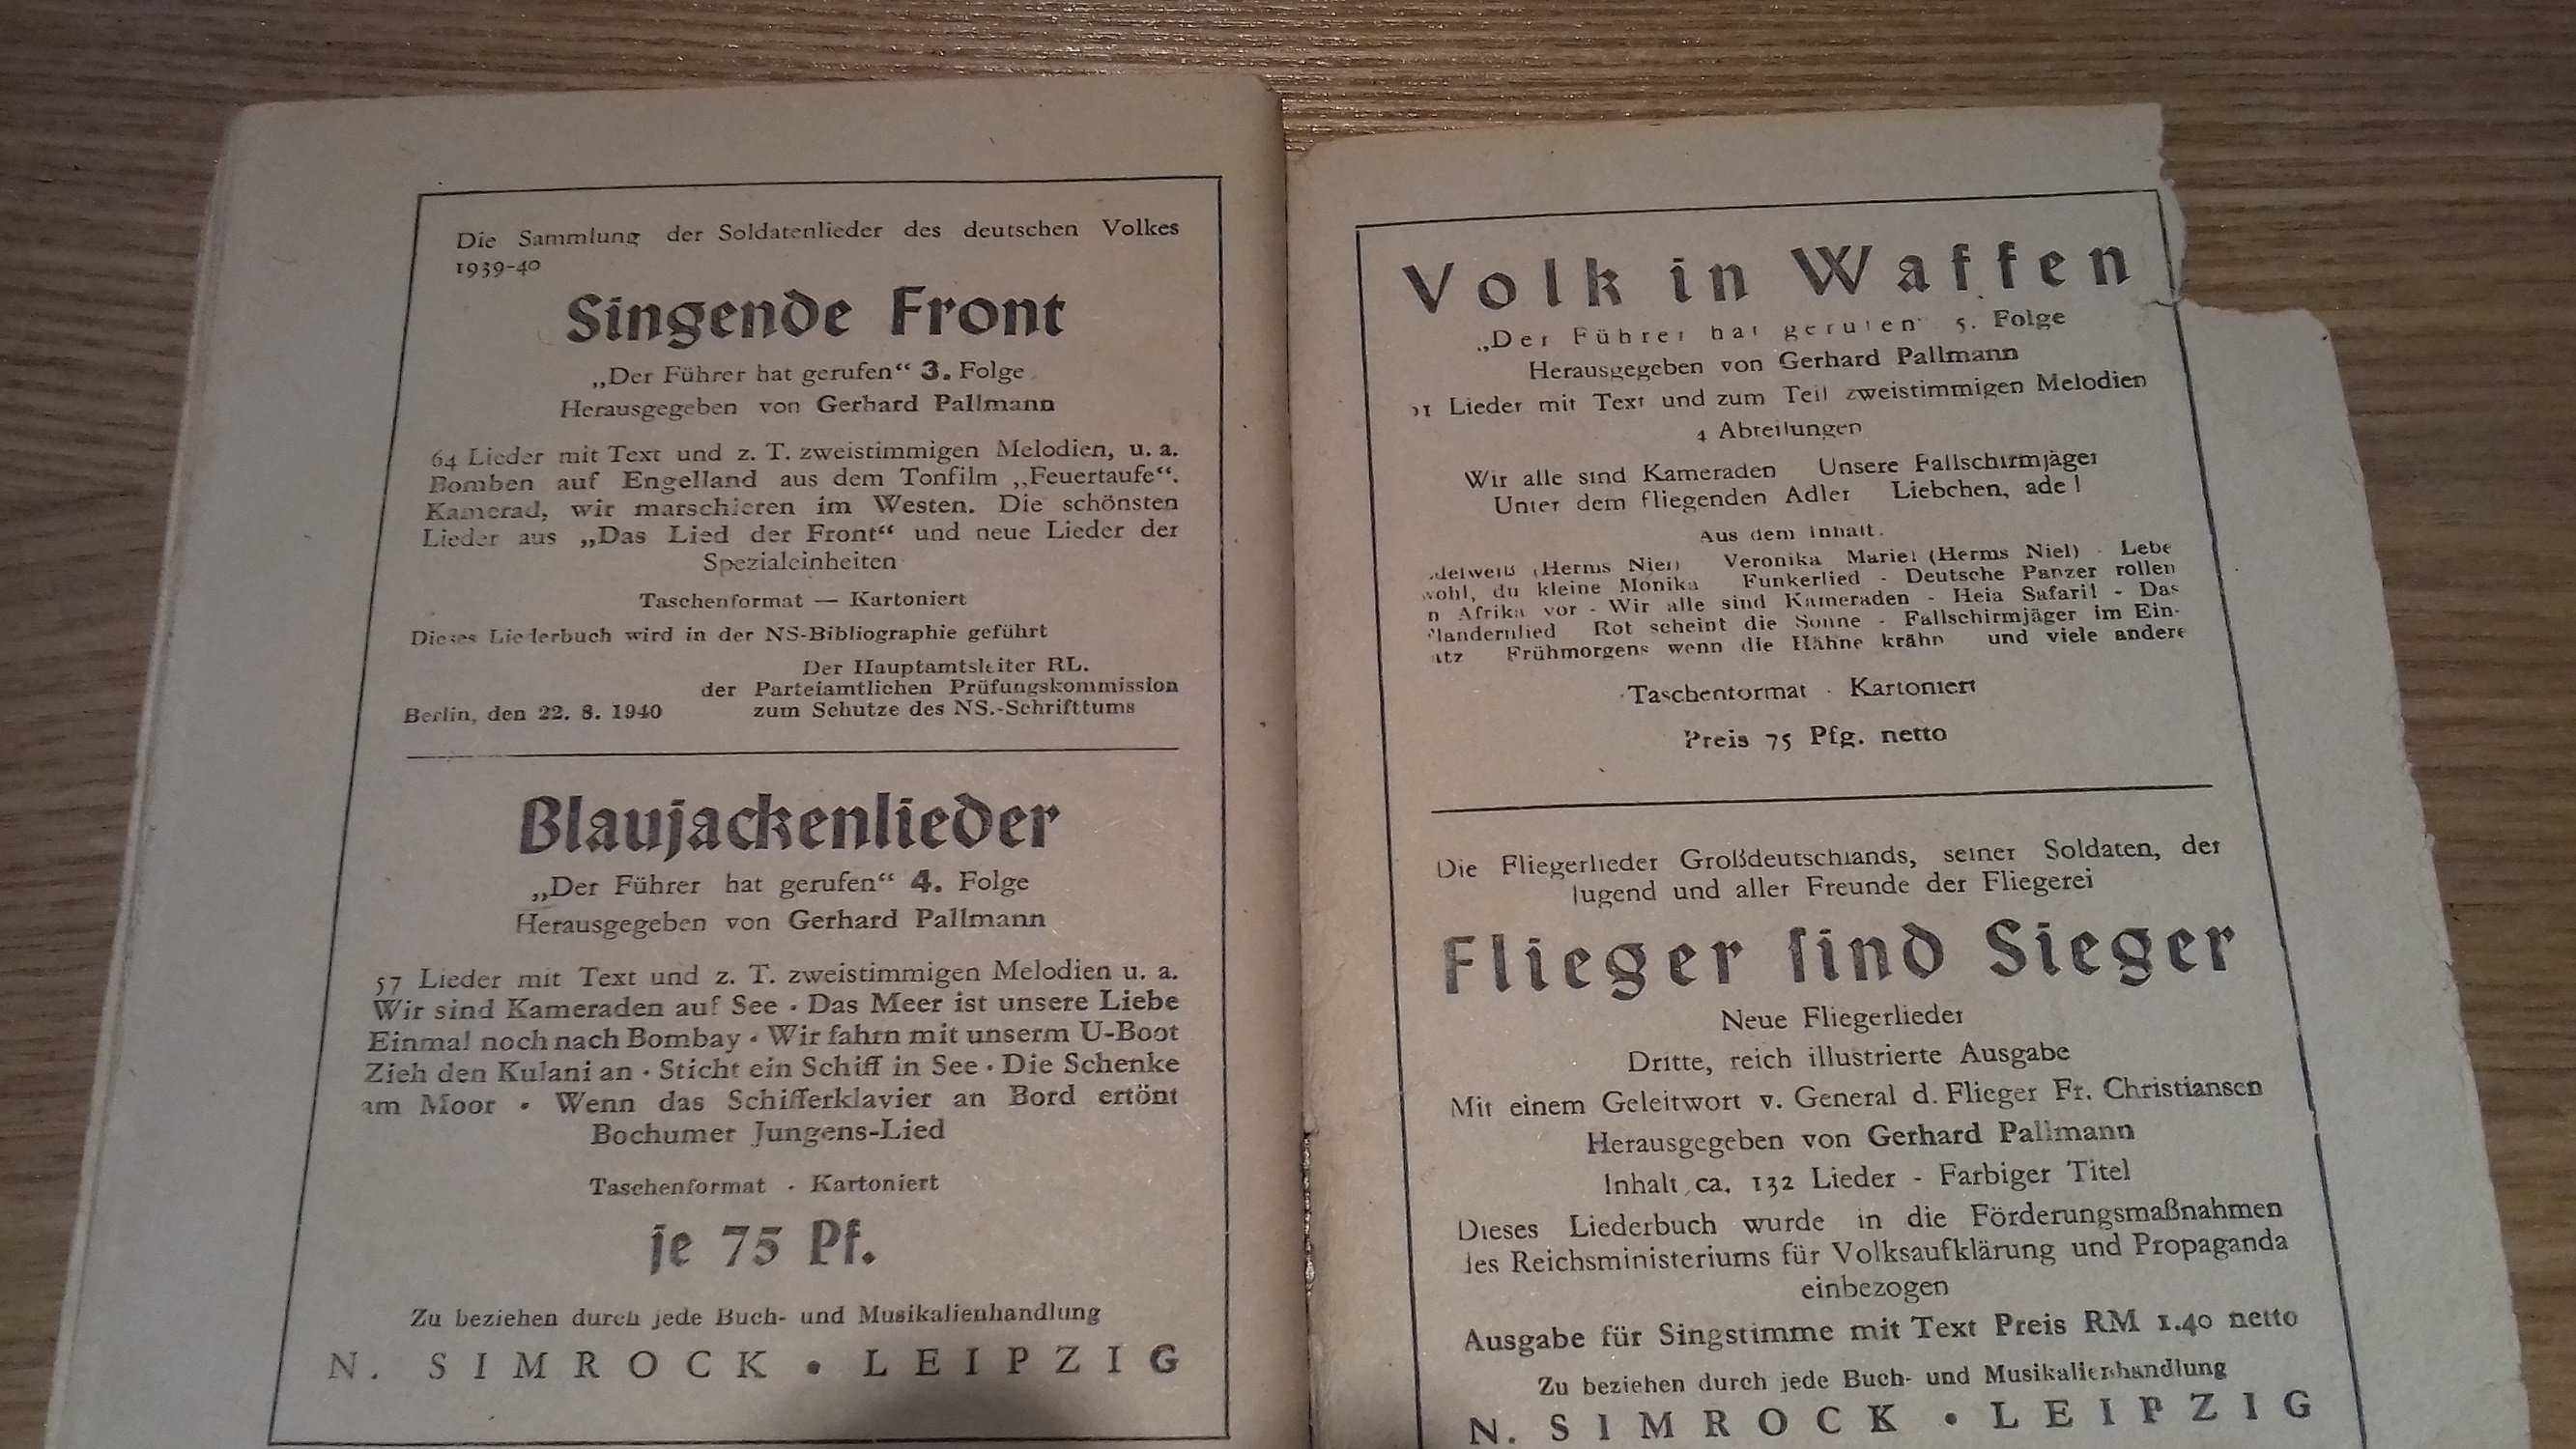 Die Sammlung der Soldatenlieder des deutschen Volkes
1939-40
Singende Front
„Der Führer hat gerufen“ 3. Folge
Herausgegeben von Gerhard Pallmann
64 Lieder mit Text und z. T. zweistimmigen Melodien, u. a.
Bomben auf Engelland aus dem Tonfilm „Feuertaufe“.
Kamerad, wir marschieren im Westen. Die schönsten
Lieder aus „Das Lied der Front“ und neue Lieder der
Spezialeinheiten
Taschenformat — Kartoniert
Dieses Liederbuch wird in der NS-Bibliographie geführt
Der Hauptamtsleiter RL.
der Parteiamtlichen Prüfungskommission
Berlin, den 22. 8. 1940 zum Schutze des NS.-Schrifttums
Blaujackenlieder
„Der Führer hat gerufen“ 4. Folge
Herausgegeben von Gerhard Pallmann
57 Lieder mit Text und z. T. zweistimmigen Melodien u. a.
Wir sind Kameraden auf See • Das Meer ist unsere Liebe
Einmal noch nach Bombay • Wir fahrn mit unserm U-Boot
Zieh den Kulani an • Sticht ein Schiff in See • Die Schenke
am Moor • Wenn das Schifferklavier an Bord ertönt
Bochumer Jungens-Lied
Taschenformat · Kartoniert
je 75 Pf.
Zu beziehen durch jede Buch- und Musikalienhandlung
N. SIMROCK • LEIPZIG
Volk in Waffen
„Der Führer hat gerufen“ 5. Folge
Herausgegeben von Gerhard Pallmann
Lieder mit Text und zum Teil zweistimmigen Melodien
4 Abteilungen
Wir alle sind Kameraden Unsere Fallschirmjäger
Unter dem fliegenden Adler Liebchen, ade!
Aus dem Inhalt.
delweiß (Herms Niel) Veronika Marie! (Herms Niel) - Lebe
wohl, du kleine Monika Funkerlied - Deutsche Panzer rollen
n Afrika vor - Wir alle sind Kameraden - Heia Safari! - Das
landernlied Rot scheint die Sonne - Fallschirmjäger im Ein-
atz Frühmorgens wenn die Hähne krähn und viele andere
Taschenformat · Kartoniert
Preis 75 Pfg. netto
Die Fliegerlieder Großdeutschlands, seiner Soldaten, der
Jugend und aller Freunde der Fliegerei
Flieger ſind Sieger
Neue Fliegerlieder
Dritte, reich illustrierte Ausgabe
Mit einem Geleitwort v. General d. Flieger Fr. Christiansen
Herausgegeben von Gerhard Pallmann
Inhalt ca. 132 Lieder - Farbiger Titel
Dieses Liederbuch wurde in die Förderungsmaßnahmen
des Reichsministeriums für Volksaufklärung und Propaganda
einbezogen
Ausgabe für Singstimme mit Text Preis RM 1.40 netto
Zu beziehen durch jede Buch- und Musikalienhandlung
N. SIMROCK • LEIPZIG